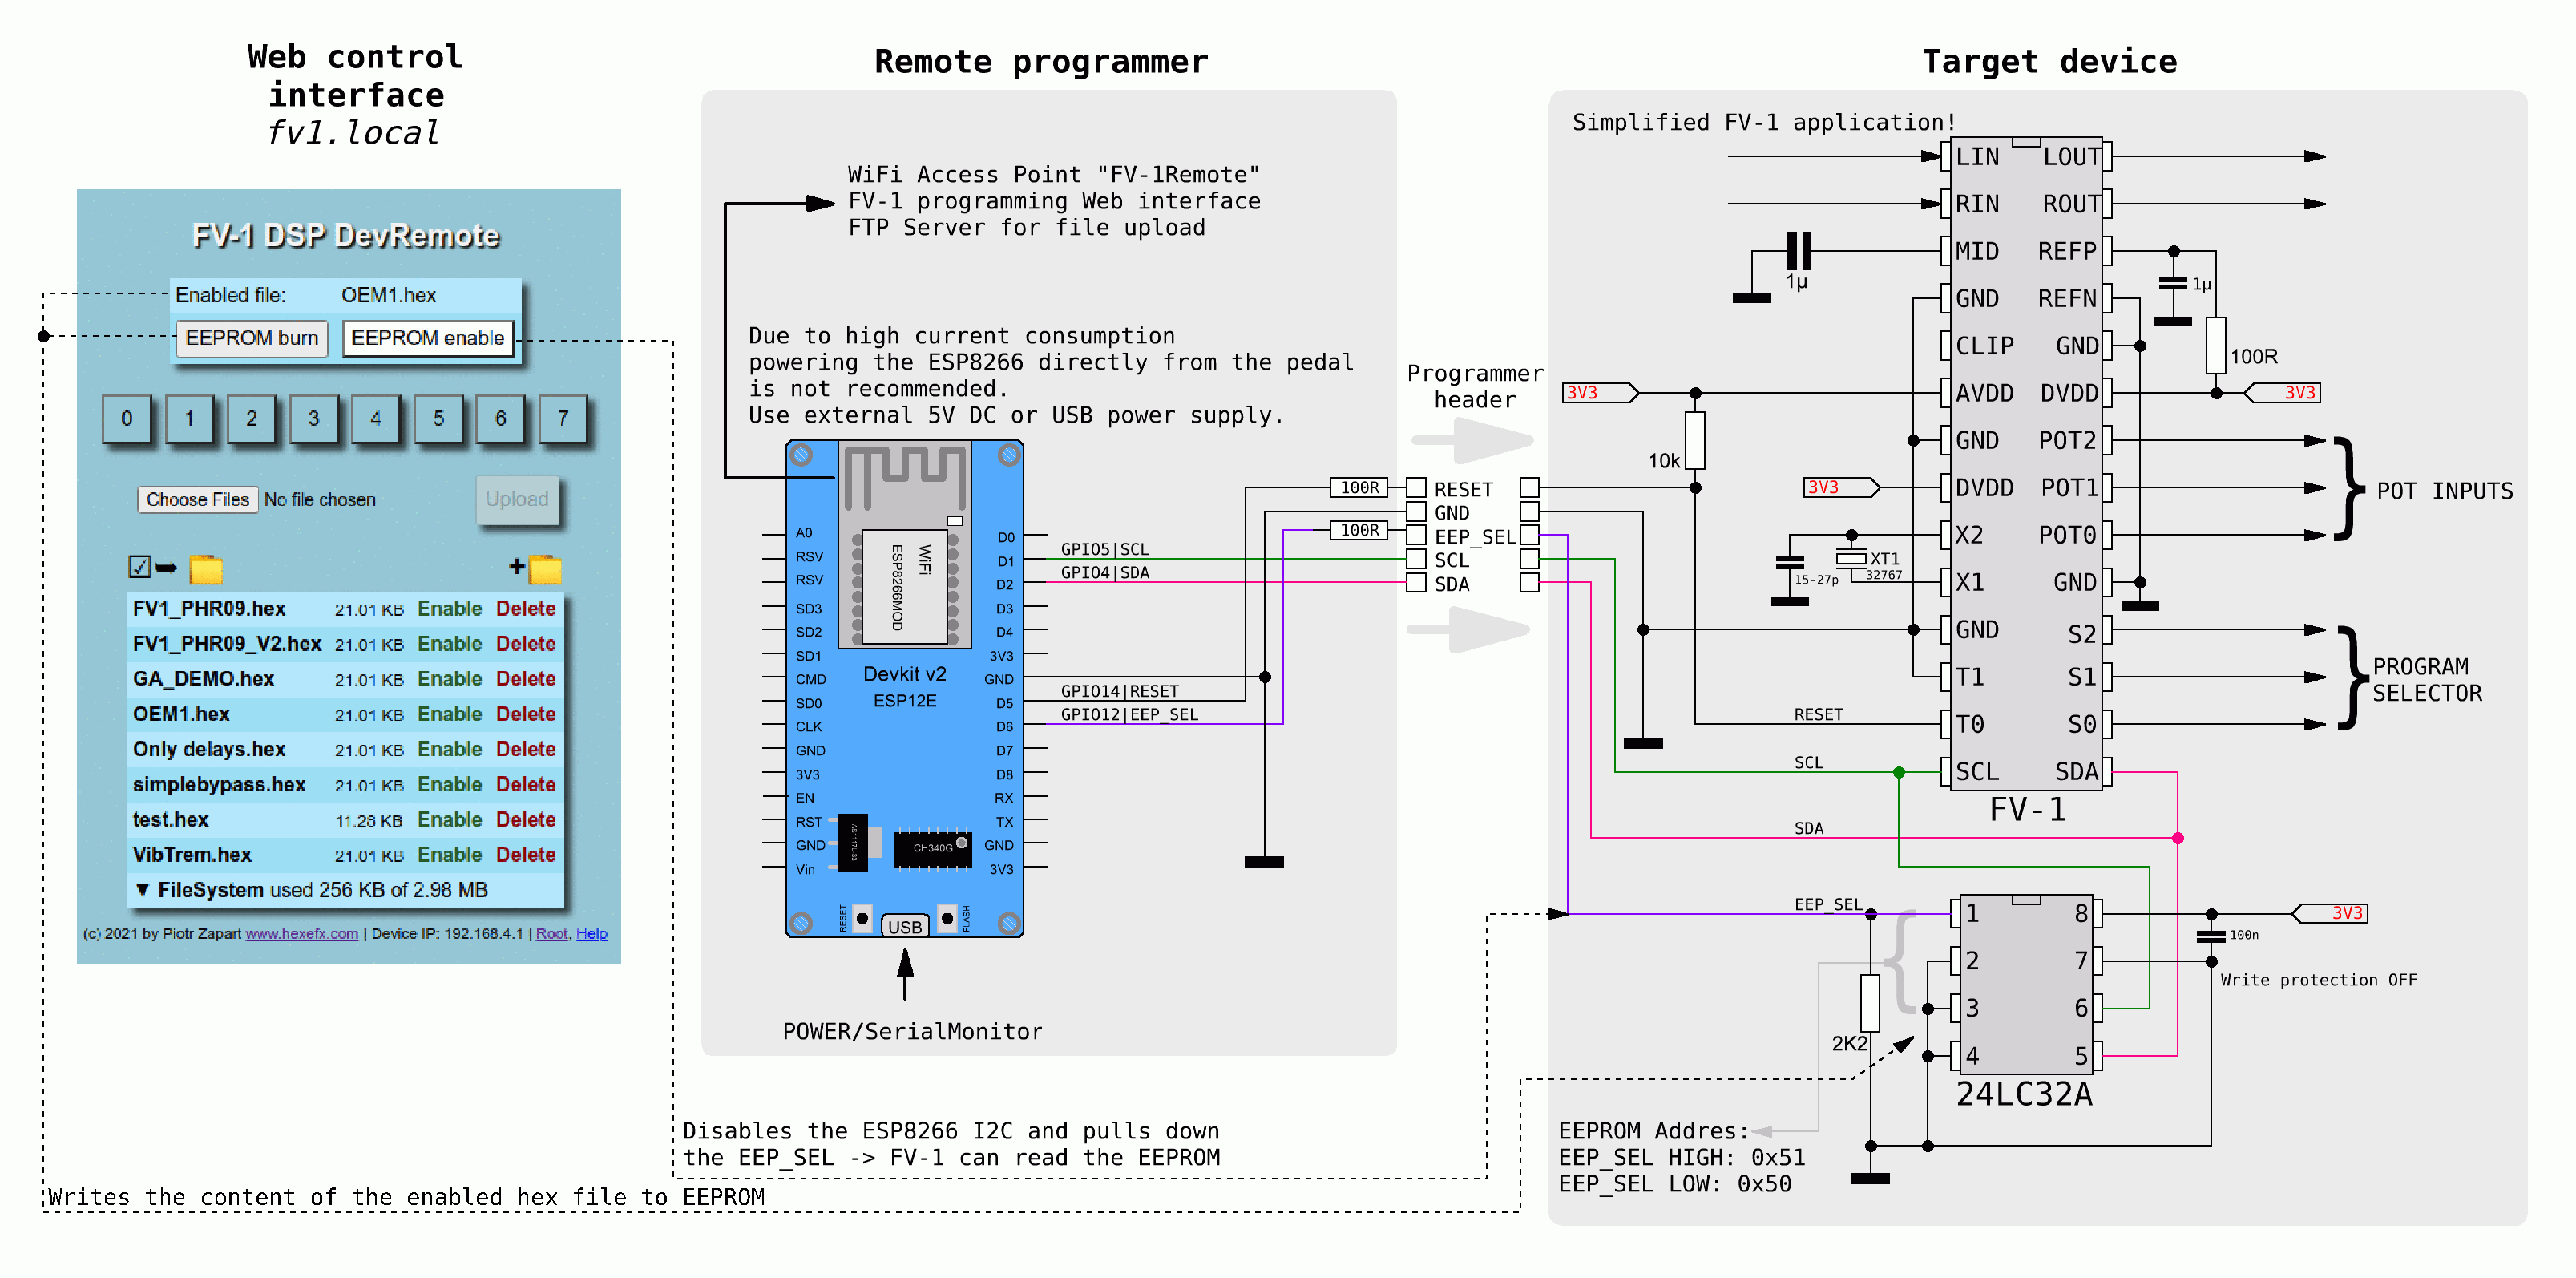 Web control
interface
fv1.local
FV-1 DSP DevRemote
Enabled file: OEM1.hex
EEPROM burn EEPROM enable
0 1 2 3 4 5 6 7
Choose Files No file chosen Upload
FV1_PHR09.hex 21.01 KB Enable Delete
FV1_PHR09_V2.hex 21.01 KB Enable Delete
GA_DEMO.hex 21.01 KB Enable Delete
OEM1.hex 21.01 KB Enable Delete
Only delays.hex 21.01 KB Enable Delete
simplebypass.hex 21.01 KB Enable Delete
test.hex 11.28 KB Enable Delete
VibTrem.hex 21.01 KB Enable Delete
▼ FileSystem used 256 KB of 2.98 MB
(c) 2021 by Piotr Zapart www.hexefx.com | Device IP: 192.168.4.1 | Root, Help
Remote programmer
WiFi Access Point "FV-1Remote"
FV-1 programming Web interface
FTP Server for file upload
Due to high current consumption
powering the ESP8266 directly from the pedal
is not recommended.
Use external 5V DC or USB power supply.
WiFi
ESP8266MOD
Devkit v2
ESP12E
A0
RSV
RSV
SD3
SD2
SD1
CMD
SD0
CLK
GND
3V3
EN
RST
GND
Vin
D0
D1
D2
D3
D4
3V3
GND
D5
D6
D7
D8
RX
TX
GND
3V3
CH340G
RESET
USB
FLASH
POWER/SerialMonitor
GPIO5|SCL
GPIO4|SDA
GPIO14|RESET
GPIO12|EEP_SEL
100R
100R
Programmer
header
RESET
GND
EEP_SEL
SCL
SDA
Target device
Simplified FV-1 application!
LIN LOUT
RIN ROUT
MID REFP
GND REFN
CLIP GND
AVDD DVDD
GND POT2
DVDD POT1
X2 POT0
X1 GND
GND S2
T1 S1
T0 S0
SCL SDA
FV-1
1µ
1µ
100R
3V3
3V3
10k
3V3
15-27p
XT1
32767
POT INPUTS
PROGRAM
SELECTOR
RESET
SCL
SDA
EEP_SEL
1 8
2 7
3 6
4 5
24LC32A
3V3
100n
Write protection OFF
2K2
EEPROM Addres:
EEP_SEL HIGH: 0x51
EEP_SEL LOW: 0x50
Disables the ESP8266 I2C and pulls down
the EEP_SEL -> FV-1 can read the EEPROM
Writes the content of the enabled hex file to EEPROM